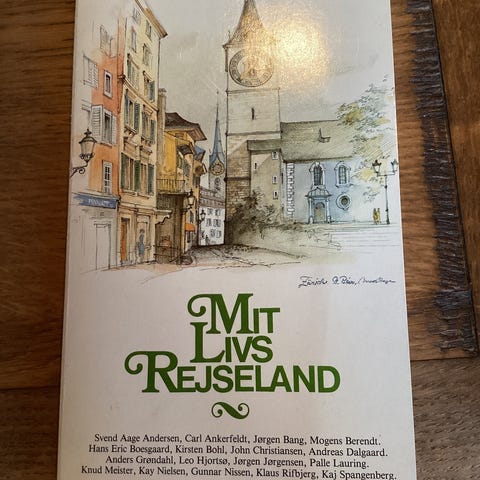 Zürich
MIT
LIVS
REJSELAND
Svend Aage Andersen, Carl Ankerfeldt, Jørgen Bang, Mogens Berendt.
Hans Eric Boesgaard, Kirsten Bohl, John Christiansen, Andreas Dalgaard.
Anders Grøndahl, Leo Hjortsø, Jørgen Jørgensen, Palle Lauring.
Knud Meister, Kay Nielsen, Gunnar Nissen, Klaus Rifbjerg, Kaj Spangenberg.